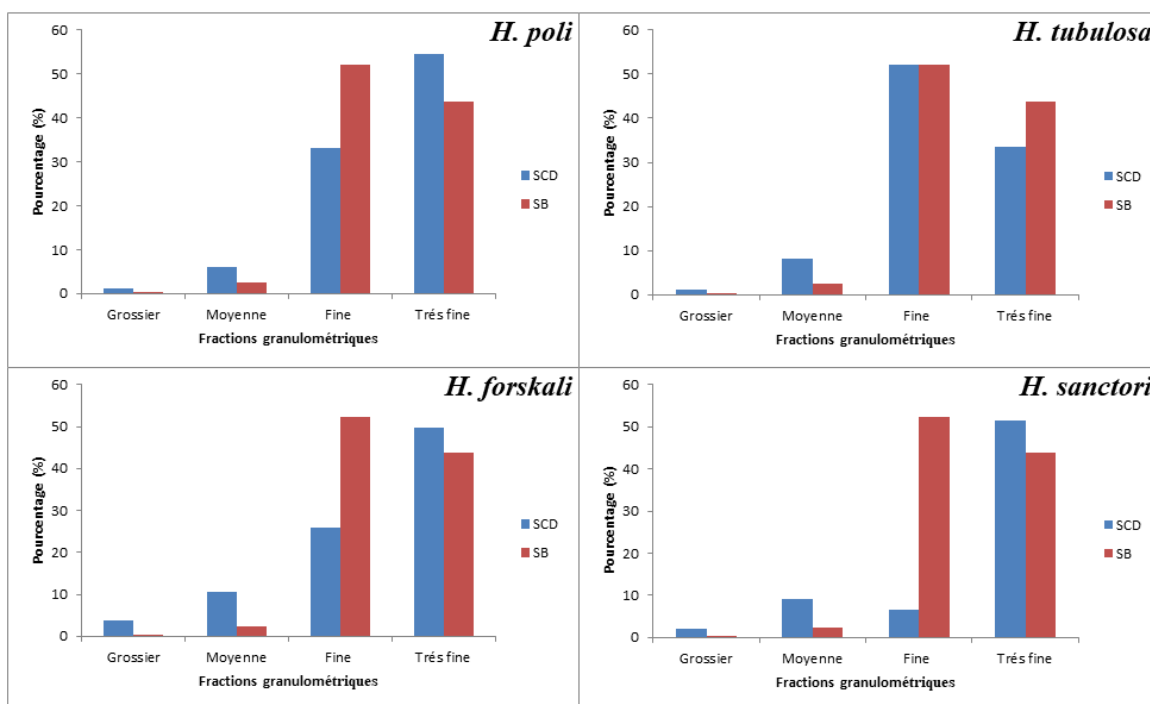 H. poli
Pourcentage (%)
60
50
40
30
20
10
0
Grossier Moyenne Fine Trés fine
Fractions granulométriques
SCD
SB
H. tubulosa
Pourcentage (%)
60
50
40
30
20
10
0
Grossier Moyenne Fine Trés fine
Fractions granulométriques
SCD
SB
H. forskali
Pourcentage (%)
60
50
40
30
20
10
0
Grossier Moyenne Fine Trés fine
Fractions granulométriques
SCD
SB
H. sanctori
Pourcentage (%)
60
50
40
30
20
10
0
Grossier Moyenne Fine Trés fine
Fractions granulométriques
SCD
SB